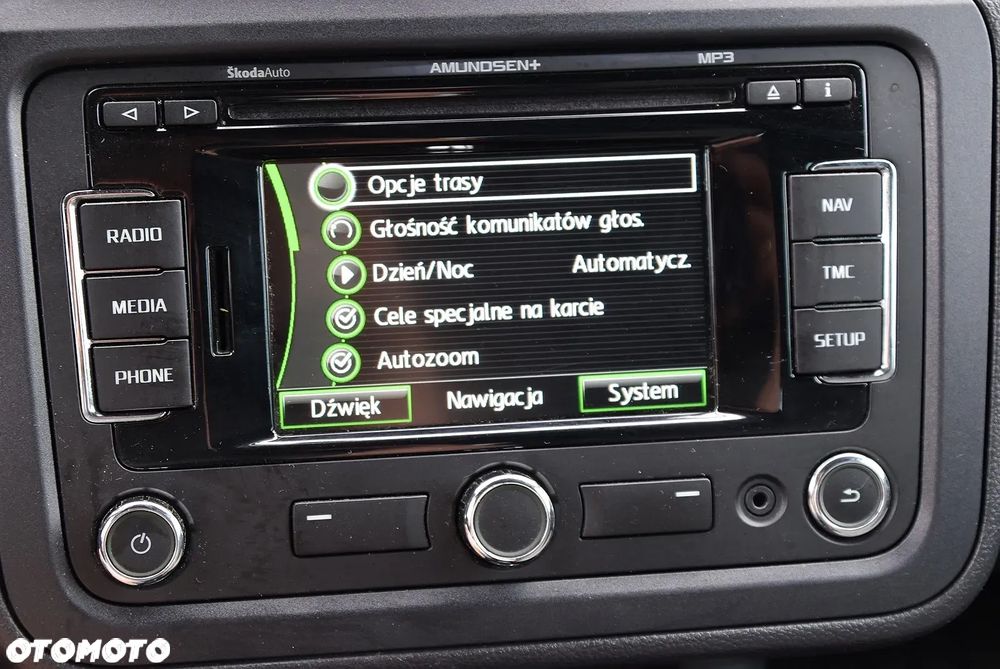 ŠkodaAuto
AMUNDSEN+
MP3
i
RADIO
MEDIA
PHONE
Opcje trasy
Głośność komunikatów głos.
Dzień/Noc Automatycz.
Cele specjalne na karcie
Autozoom
Dźwięk Nawigacja System
NAV
TMC
SETUP
OTOMOTO